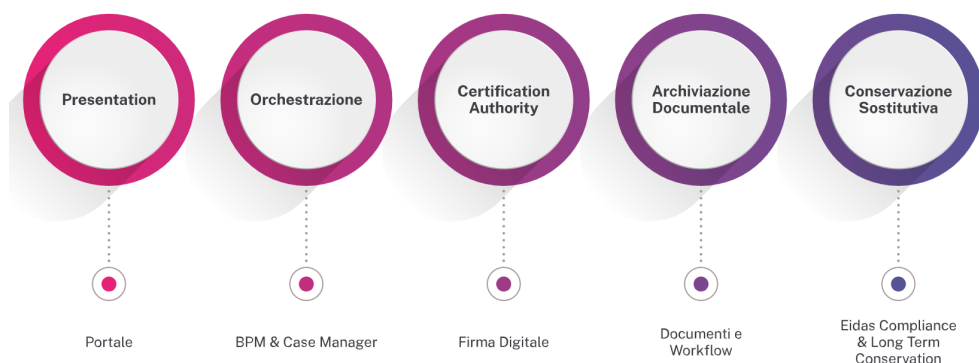 Presentation
Orchestrazione
Certification
Authority
Archiviazione
Documentale
Conservazione
Sostitutiva
Portale
BPM & Case Manager
Firma Digitale
Documenti e
Workflow
Eidas Compliance
& Long Term
Conservation